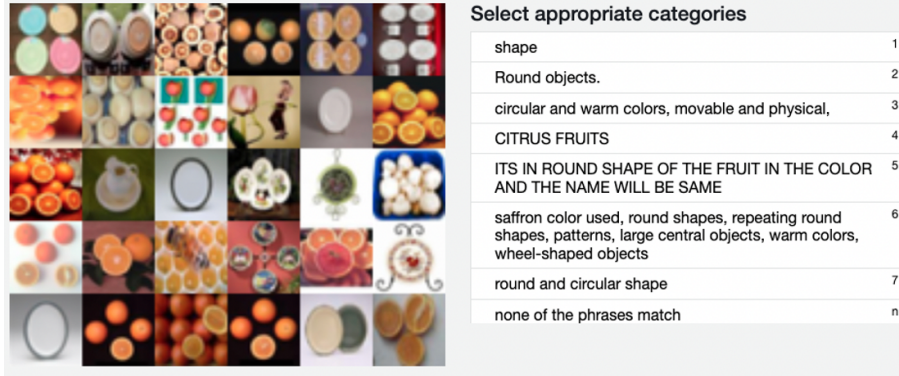 Select appropriate categories
shape
1
Round objects.
2
circular and warm colors, movable and physical,
3
CITRUS FRUITS
4
ITS IN ROUND SHAPE OF THE FRUIT IN THE COLOR
5
AND THE NAME WILL BE SAME
saffron color used, round shapes, repeating round
6
shapes, patterns, large central objects, warm colors,
wheel-shaped objects
round and circular shape
7
none of the phrases match
n